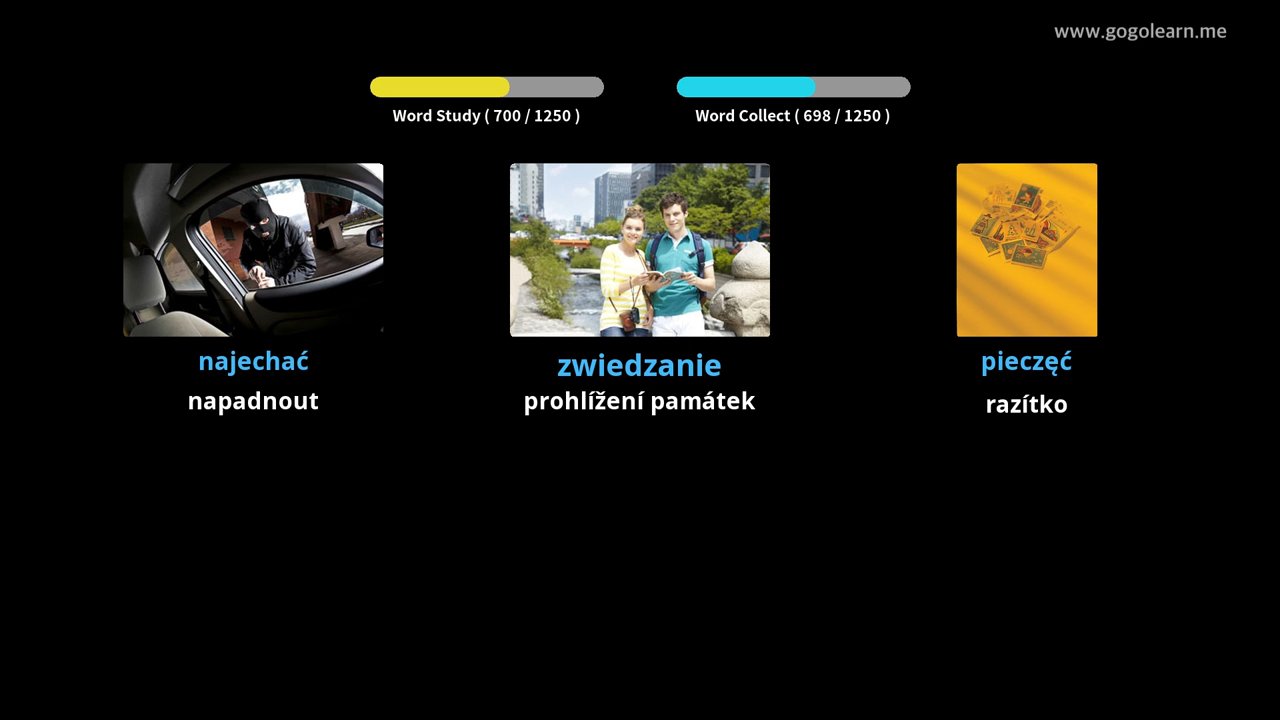 www.gogolearn.me
Word Study ( 700 / 1250 )
Word Collect ( 698 / 1250 )
najechać
napadnout
zwiedzanie
prohlížení památek
pieczęć
razítko